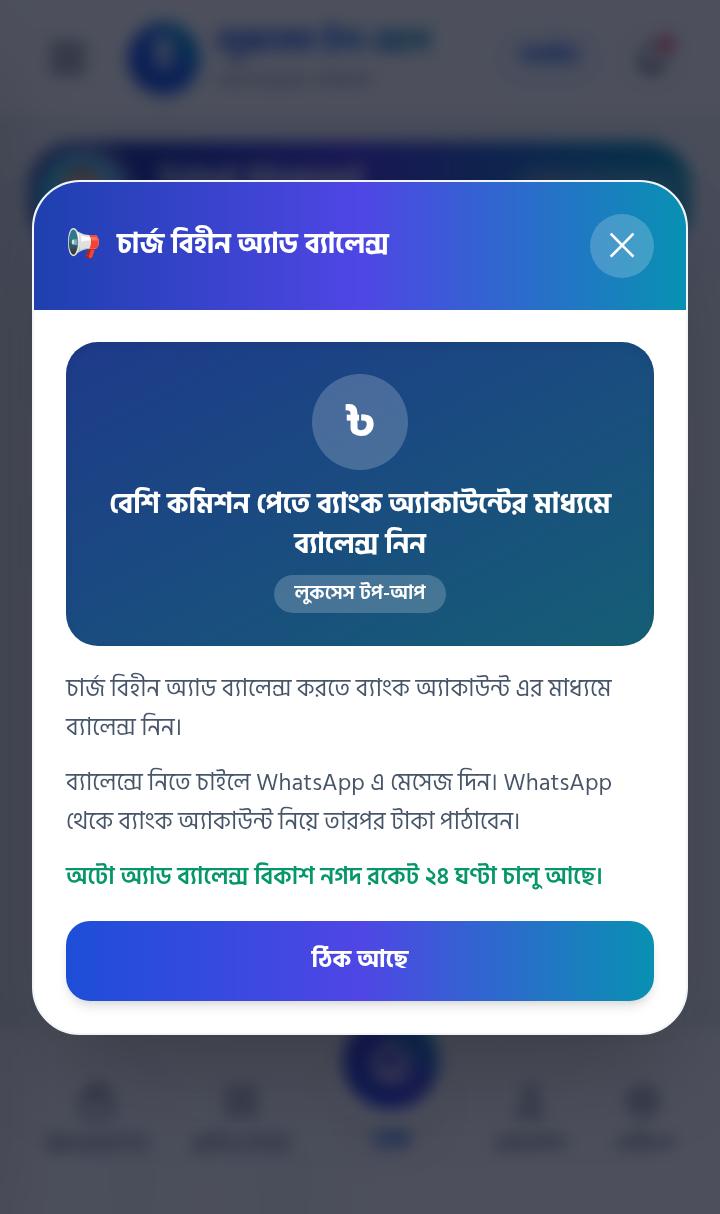 চার্জ বিহীন অ্যাড ব্যালেন্স
৳
বেশি কমিশন পেতে ব্যাংক অ্যাকাউন্টের মাধ্যমে
ব্যালেন্স নিন
লুকসেস টপ-আপ
চার্জ বিহীন অ্যাড ব্যালেন্স করতে ব্যাংক অ্যাকাউন্ট এর মাধ্যমে
ব্যালেন্স নিন।
ব্যালেন্সে নিতে চাইলে WhatsApp এ মেসেজ দিন। WhatsApp
থেকে ব্যাংক অ্যাকাউন্ট নিয়ে তারপর টাকা পাঠাবেন।
অটো অ্যাড ব্যালেন্স বিকাশ নগদ রকেট ২৪ ঘণ্টা চালু আছে।
ঠিক আছে